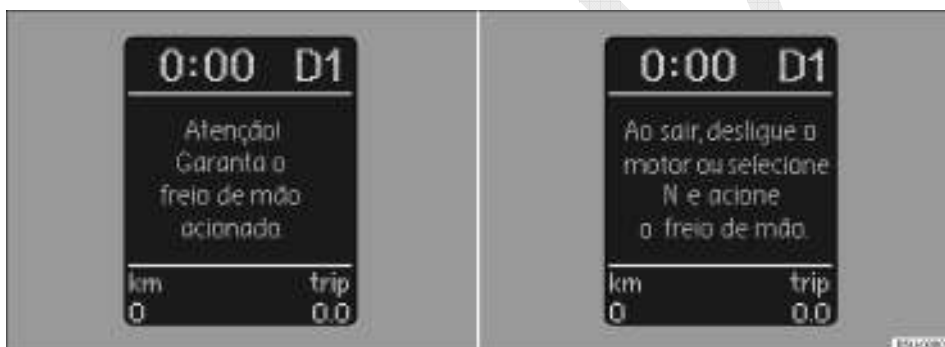 0:00 D1
Atenção!
Garanta o
freio de mão
acionado
km trip
0 0.0
0:00 D1
Ao sair, desligue o
motor ou selecione
N e acione
o freio de mão.
km trip
0 0.0